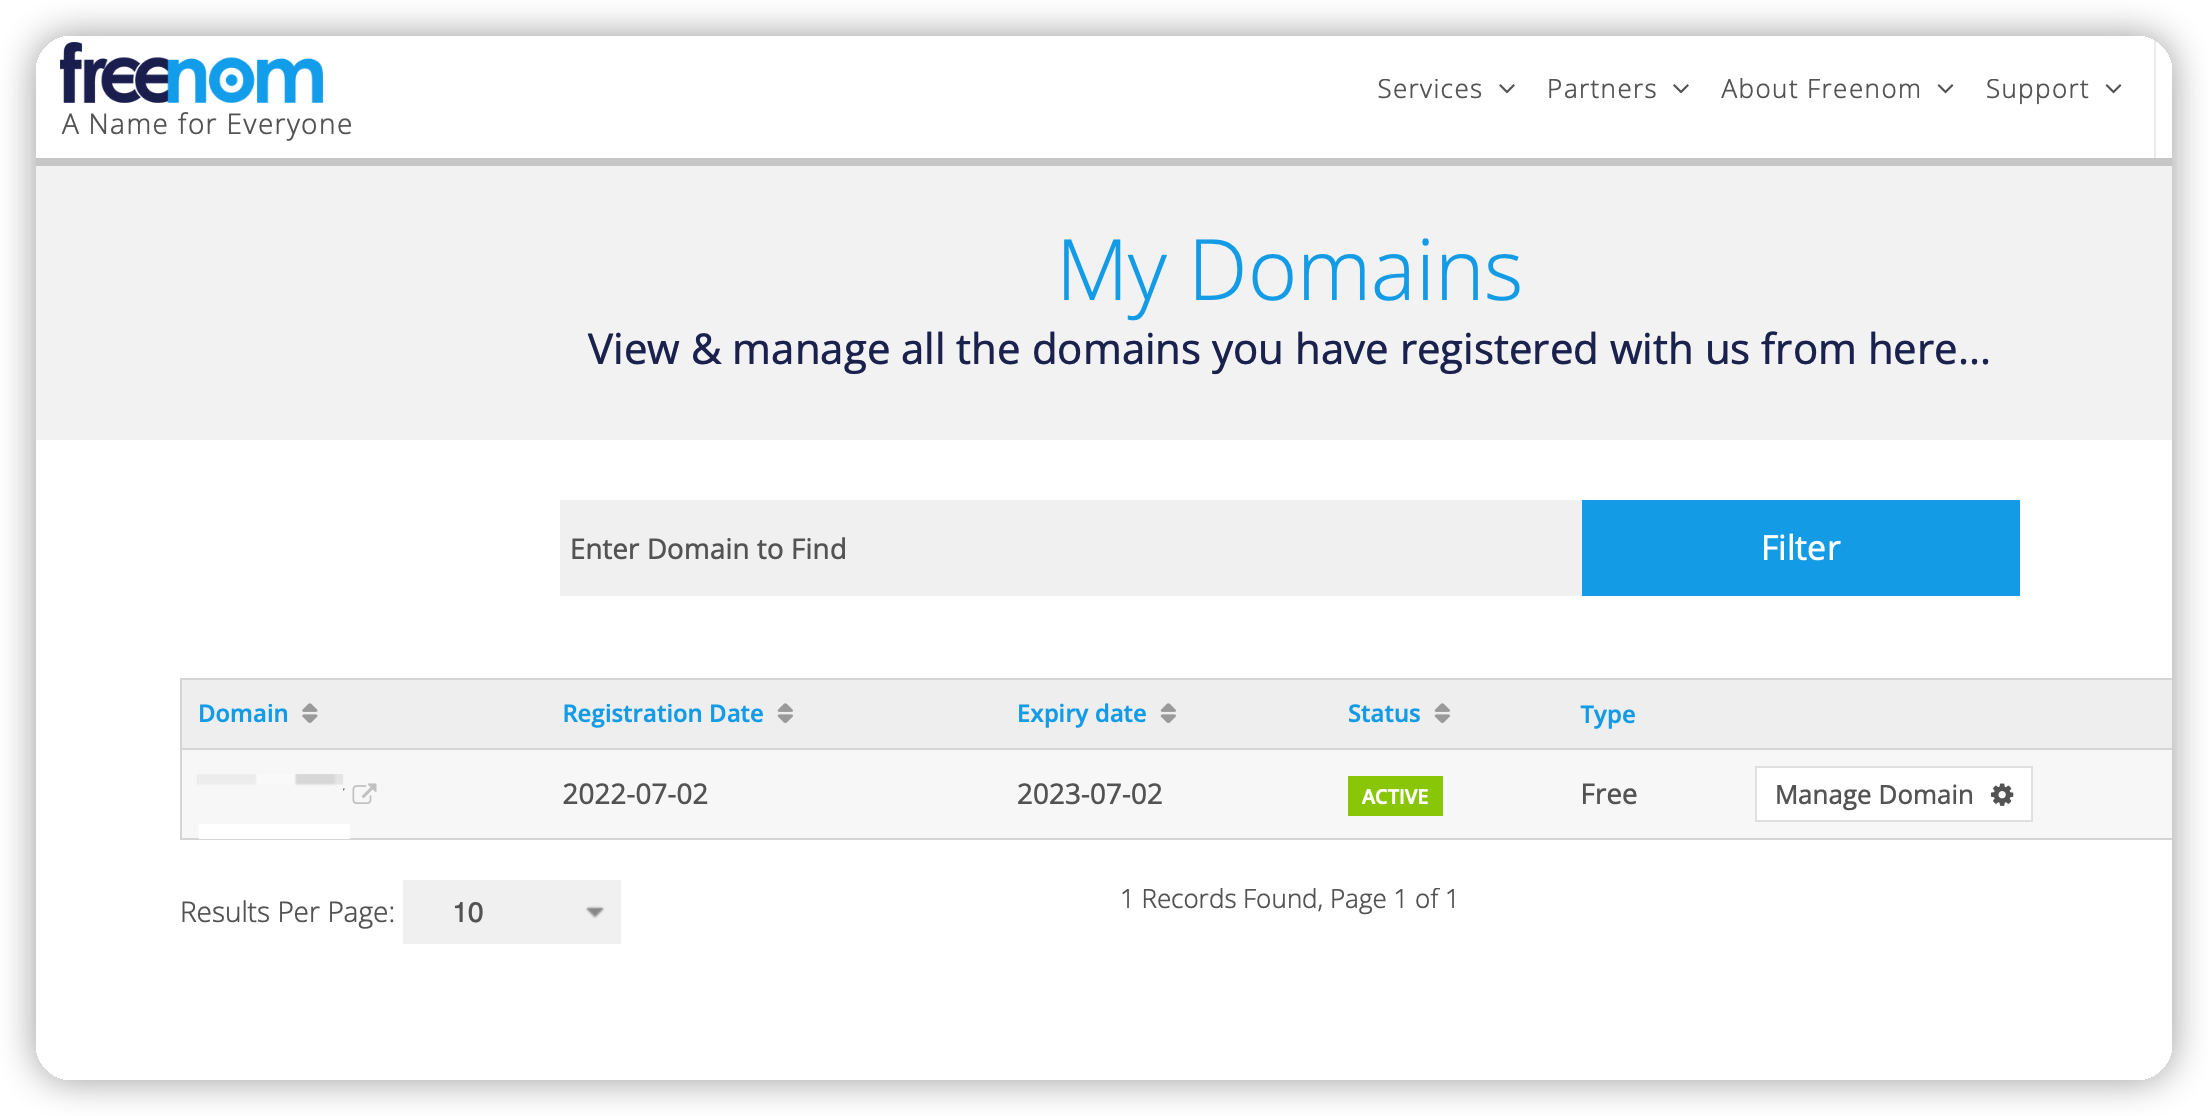 freenom
A Name for Everyone
Services Partners About Freenom Support
My Domains
View & manage all the domains you have registered with us from here...
Enter Domain to Find Filter
Domain Registration Date Expiry date Status Type
2022-07-02 2023-07-02 ACTIVE Free Manage Domain
Results Per Page: 10 1 Records Found, Page 1 of 1